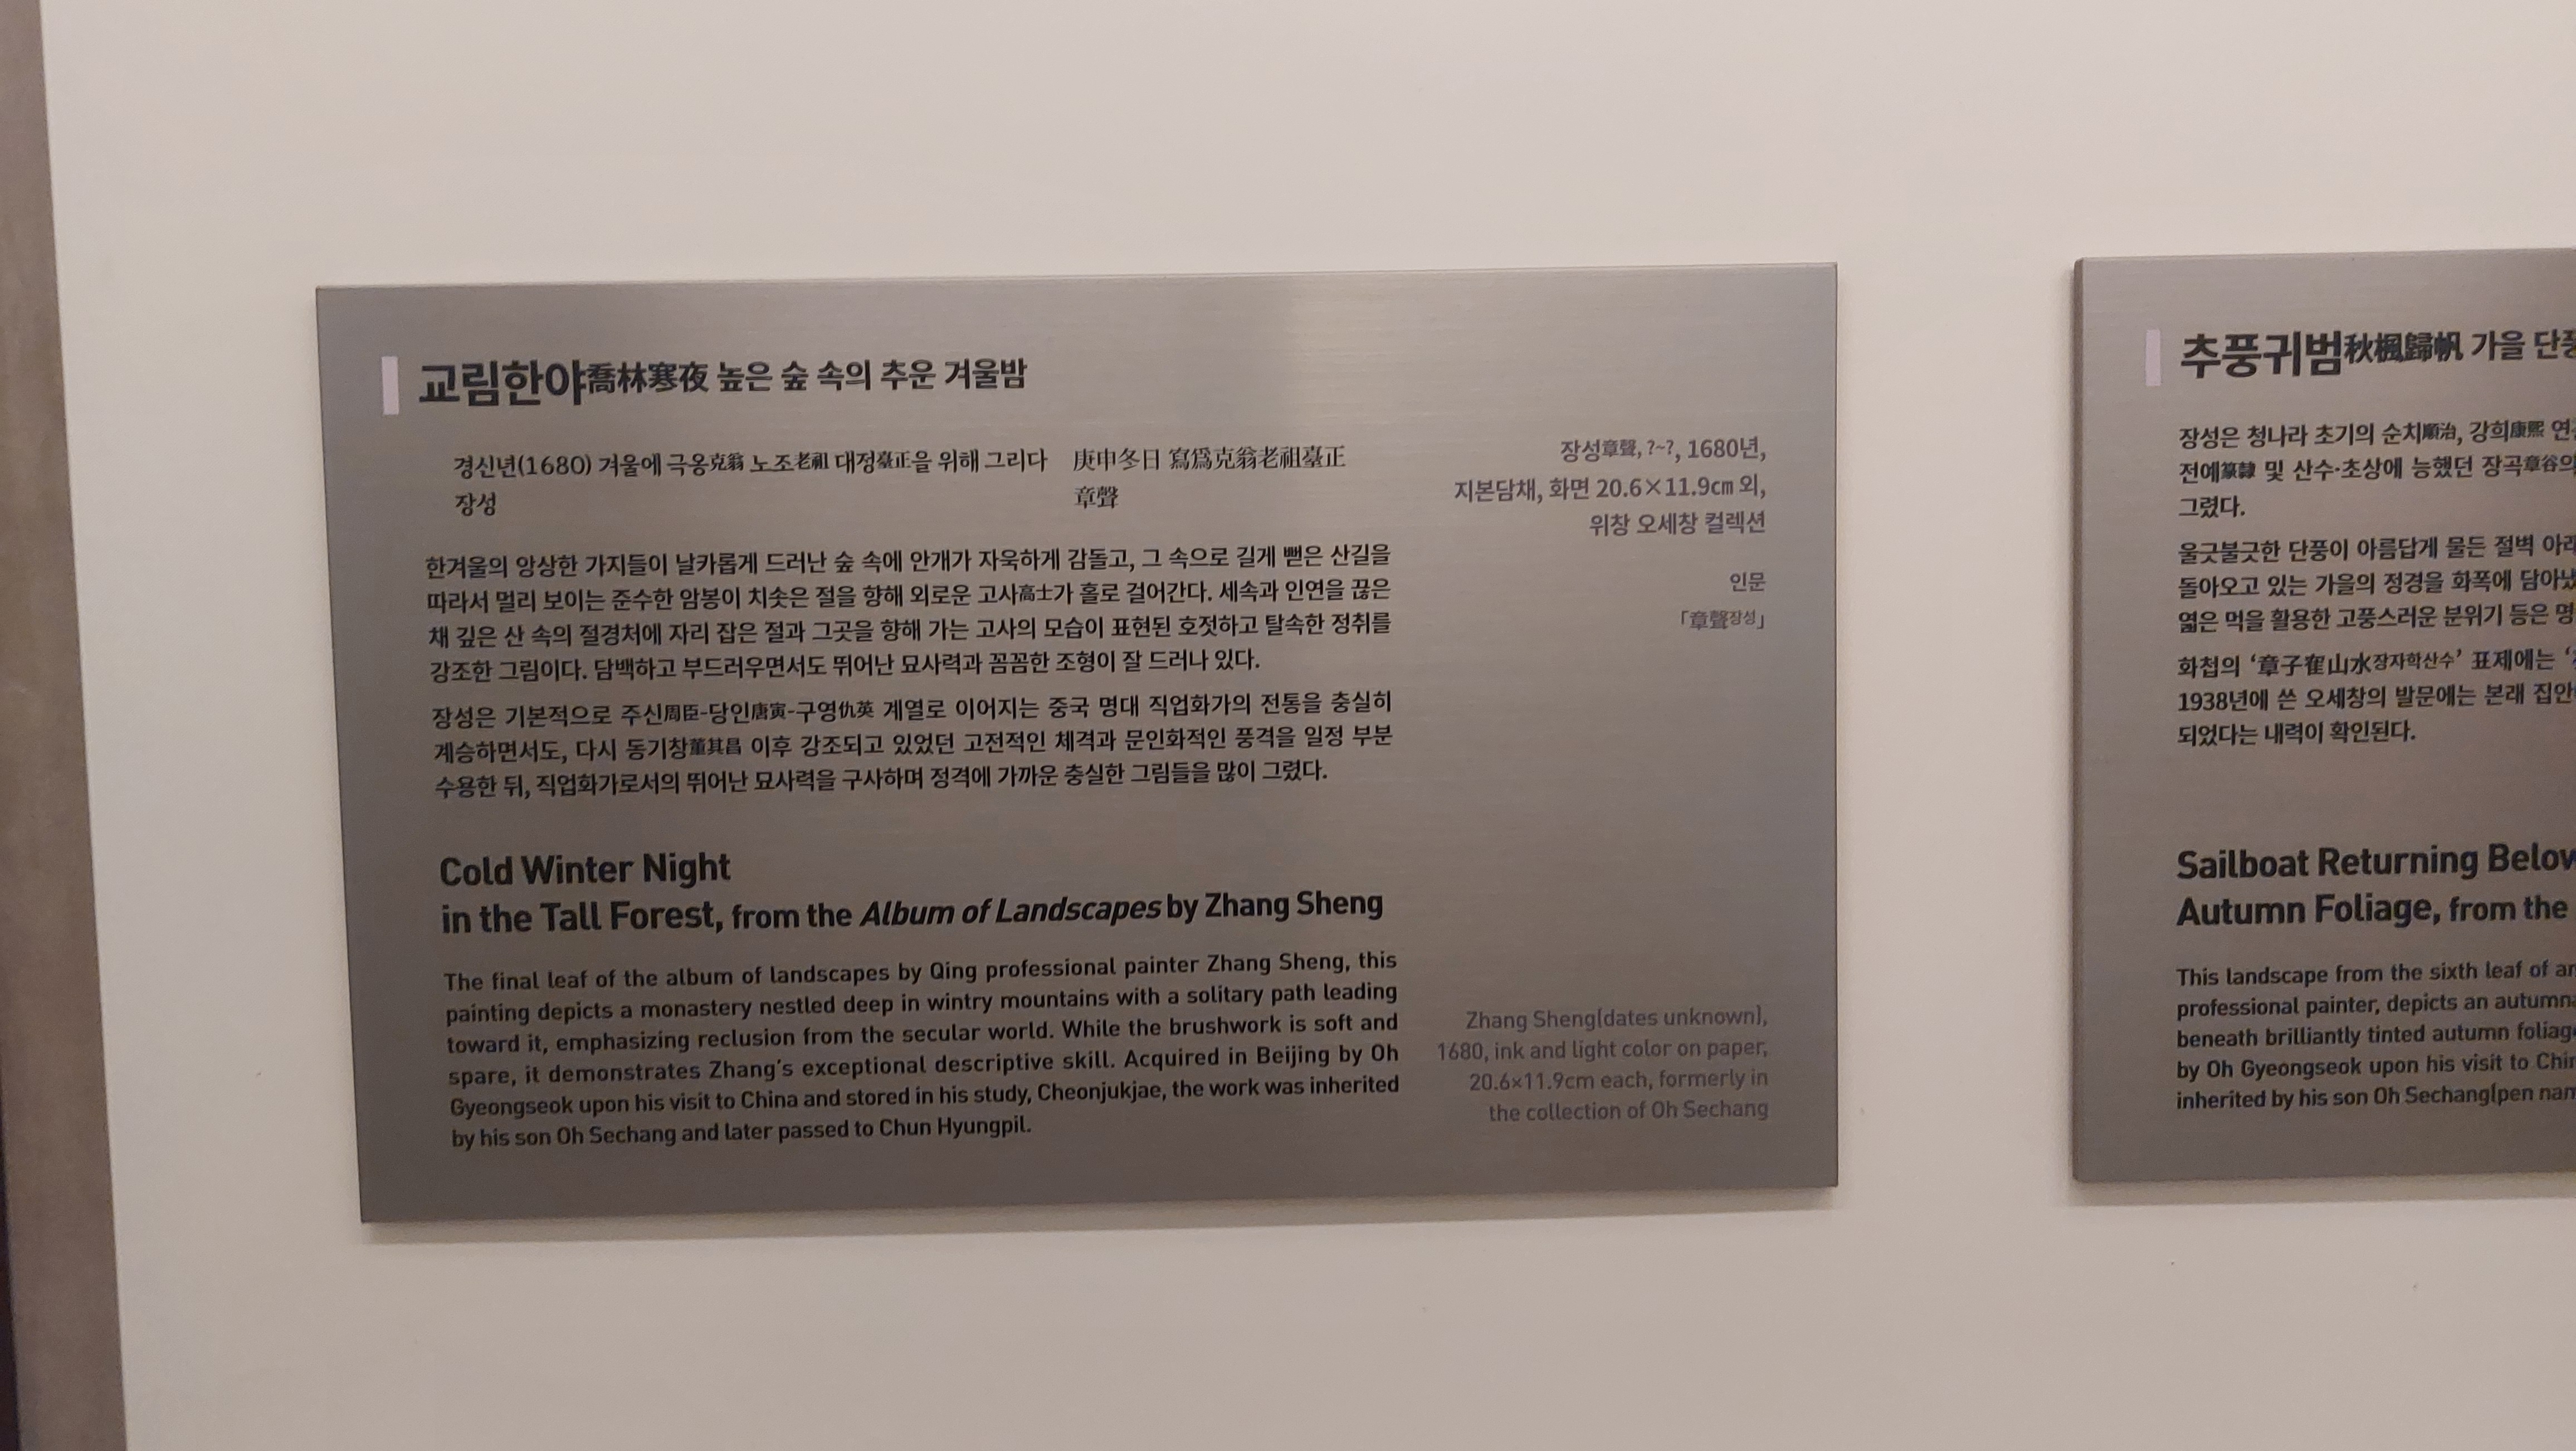 교림한야喬林寒夜 높은 숲 속의 추운 겨울밤
경신년(1680) 겨울에 극옹克翁 노조老祖 대정臺正을 위해 그리다
장성
庚申冬日 寫爲克翁老祖臺正
章聲
장성章聲, ?~?, 1680년,
지본담채, 화면 20.6×11.9㎝ 외,
위창 오세창 컬렉션
인문
「章聲장성」
한겨울의 앙상한 가지들이 날카롭게 드러난 숲 속에 안개가 자욱하게 감돌고, 그 속으로 길게 뻗은 산길을
따라서 멀리 보이는 준수한 암봉이 치솟은 절을 향해 외로운 고사高士가 홀로 걸어간다. 세속과 인연을 끊은
채 깊은 산 속의 절경처에 자리 잡은 절과 그곳을 향해 가는 고사의 모습이 표현된 호젓하고 탈속한 정취를
강조한 그림이다. 담백하고 부드러우면서도 뛰어난 묘사력과 꼼꼼한 조형이 잘 드러나 있다.
장성은 기본적으로 주신周臣-당인唐寅-구영仇英 계열로 이어지는 중국 명대 직업화가의 전통을 충실히
계승하면서도, 다시 동기창董其昌 이후 강조되고 있었던 고전적인 체격과 문인화적인 풍격을 일정 부분
수용한 뒤, 직업화가로서의 뛰어난 묘사력을 구사하며 정격에 가까운 충실한 그림들을 많이 그렸다.
Cold Winter Night
in the Tall Forest, from the Album of Landscapes by Zhang Sheng
The final leaf of the album of landscapes by Qing professional painter Zhang Sheng, this
painting depicts a monastery nestled deep in wintry mountains with a solitary path leading
toward it, emphasizing reclusion from the secular world. While the brushwork is soft and
spare, it demonstrates Zhang's exceptional descriptive skill. Acquired in Beijing by Oh
Gyeongseok upon his visit to China and stored in his study, Cheonjukjae, the work was inherited
by his son Oh Sechang and later passed to Chun Hyungpil.
Zhang Sheng(dates unknown),
1680, ink and light color on paper,
20.6×11.9cm each, formerly in
the collection of Oh Sechang
추풍귀범秋楓歸帆 가을 단풍
장성은 청나라 초기의 순치順治, 강희康熙
전예篆隸 및 산수·초상에 능했던 장곡章谷의
그렸다.
울긋불긋한 단풍이 아름답게 물든 절벽
돌아오고 있는 가을의 정경을 화폭에
엷은 먹을 활용한 고풍스러운 분위기 등은
화첩의 ‘章子隺山水장자학산수’ 표제에는
1938년에 쓴 오세창의 발문에는 본래
되었다는 내력이 확인된다.
Sailboat Returning Below
Autumn Foliage, from the
This landscape from the sixth leaf of
professional painter, depicts an
beneath brilliantly tinted autumn
by Oh Gyeongseok upon his visit to
inherited by his son Oh Sechang(pen